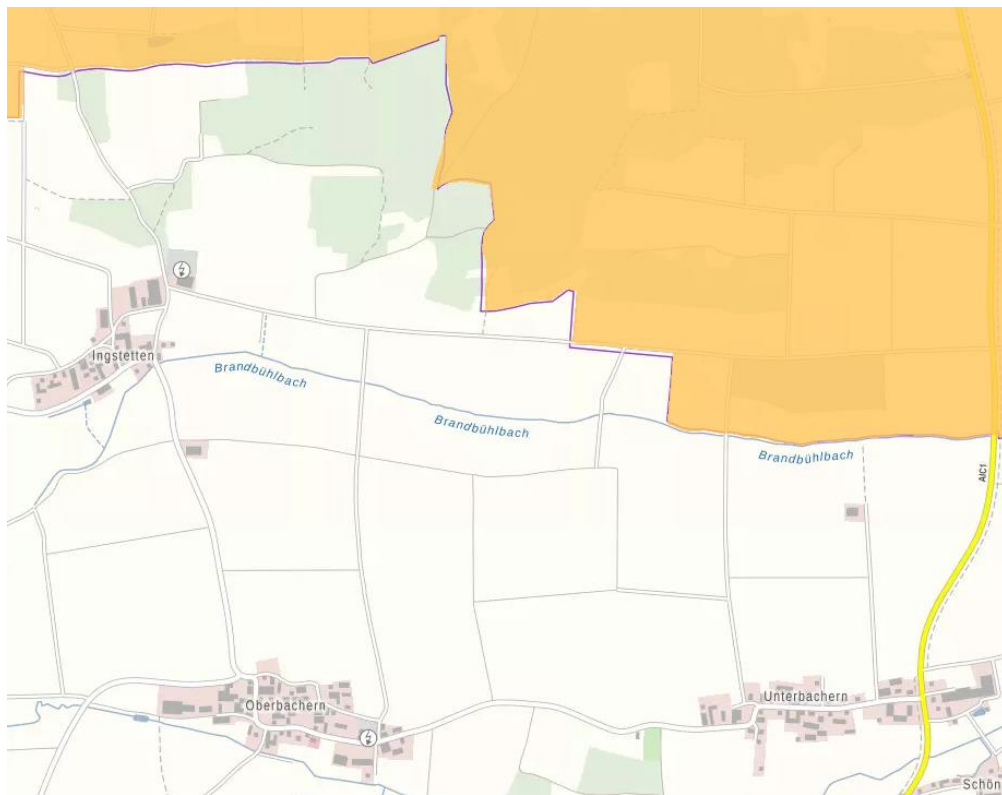 Ingstetten
Brandbühlbach
Brandbühlbach
Brandbühlbach
AIC1
Oberbachern
Unterbachern
Schön